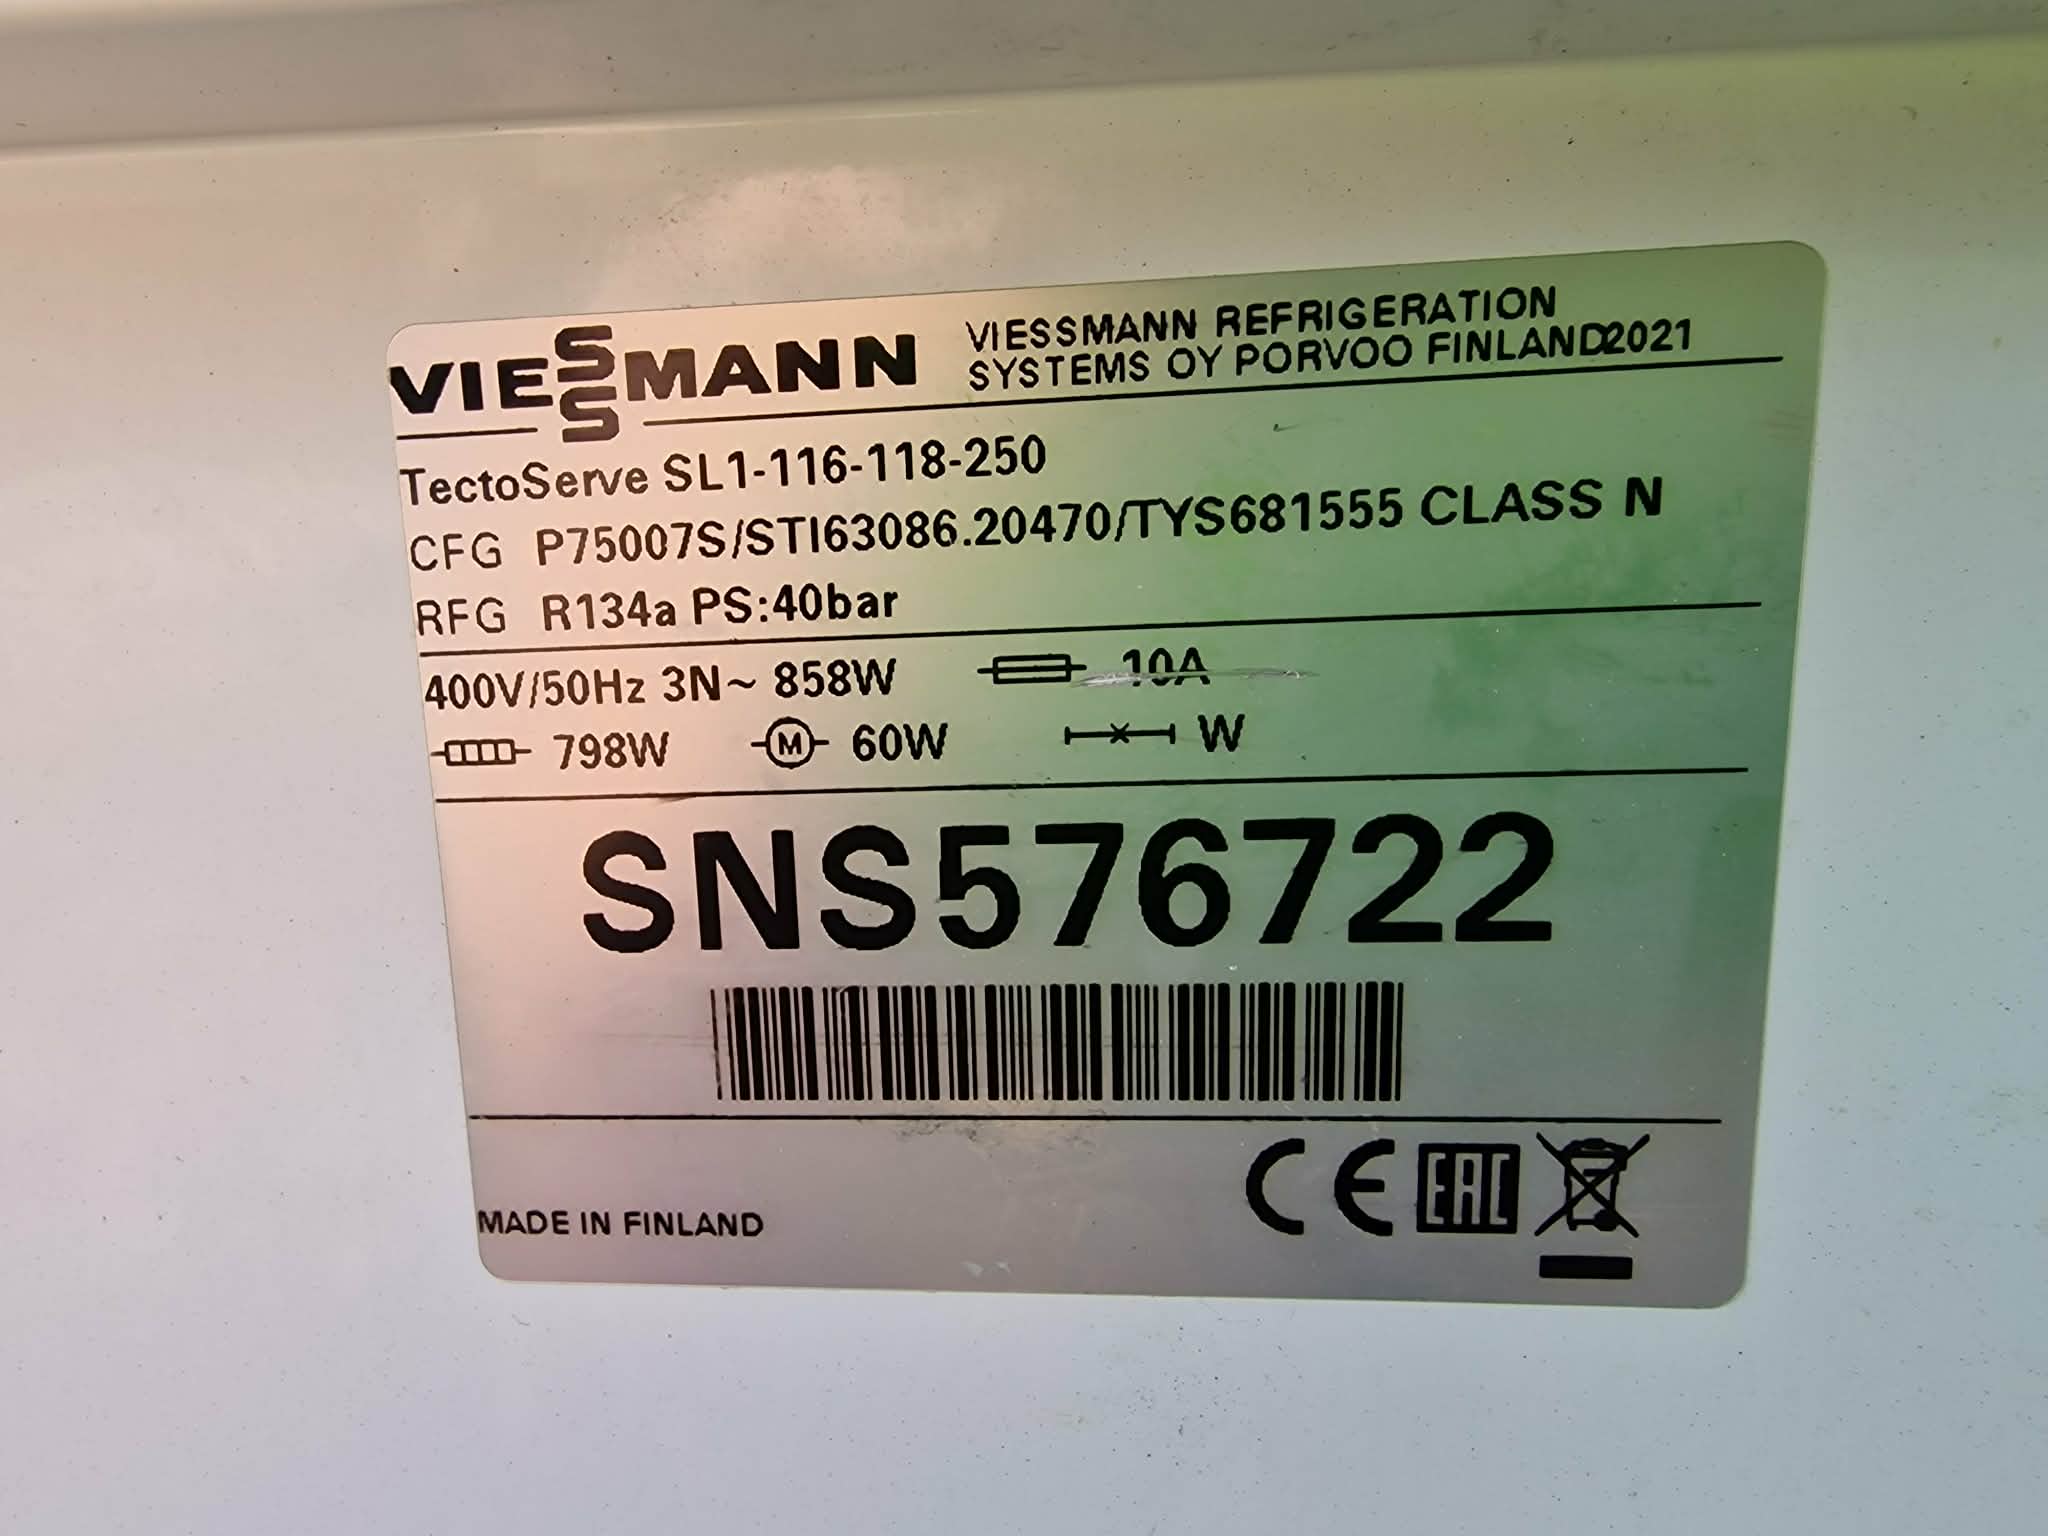 VIESSMANN
VIESSMANN REFRIGERATION
SYSTEMS OY PORVOO FINLAND2021
TectoServe SL1-116-118-250
CFG P75007S/STI63086.20470/TYS681555 CLASS N
RFG R134a PS:40bar
400V/50Hz 3N~ 858W 10A
798W M 60W W
SNS576722
MADE IN FINLAND CE EAC